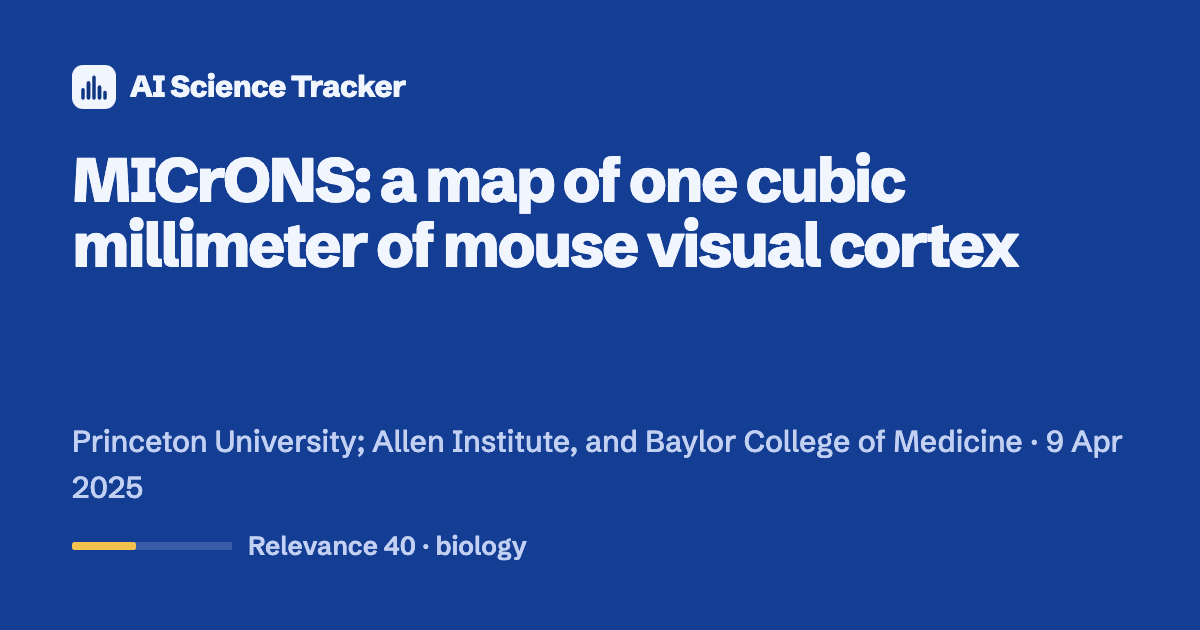 AI Science Tracker
MICrONS: a map of one cubic
millimeter of mouse visual cortex
Princeton University; Allen Institute, and Baylor College of Medicine · 9 Apr
2025
Relevance 40 · biology